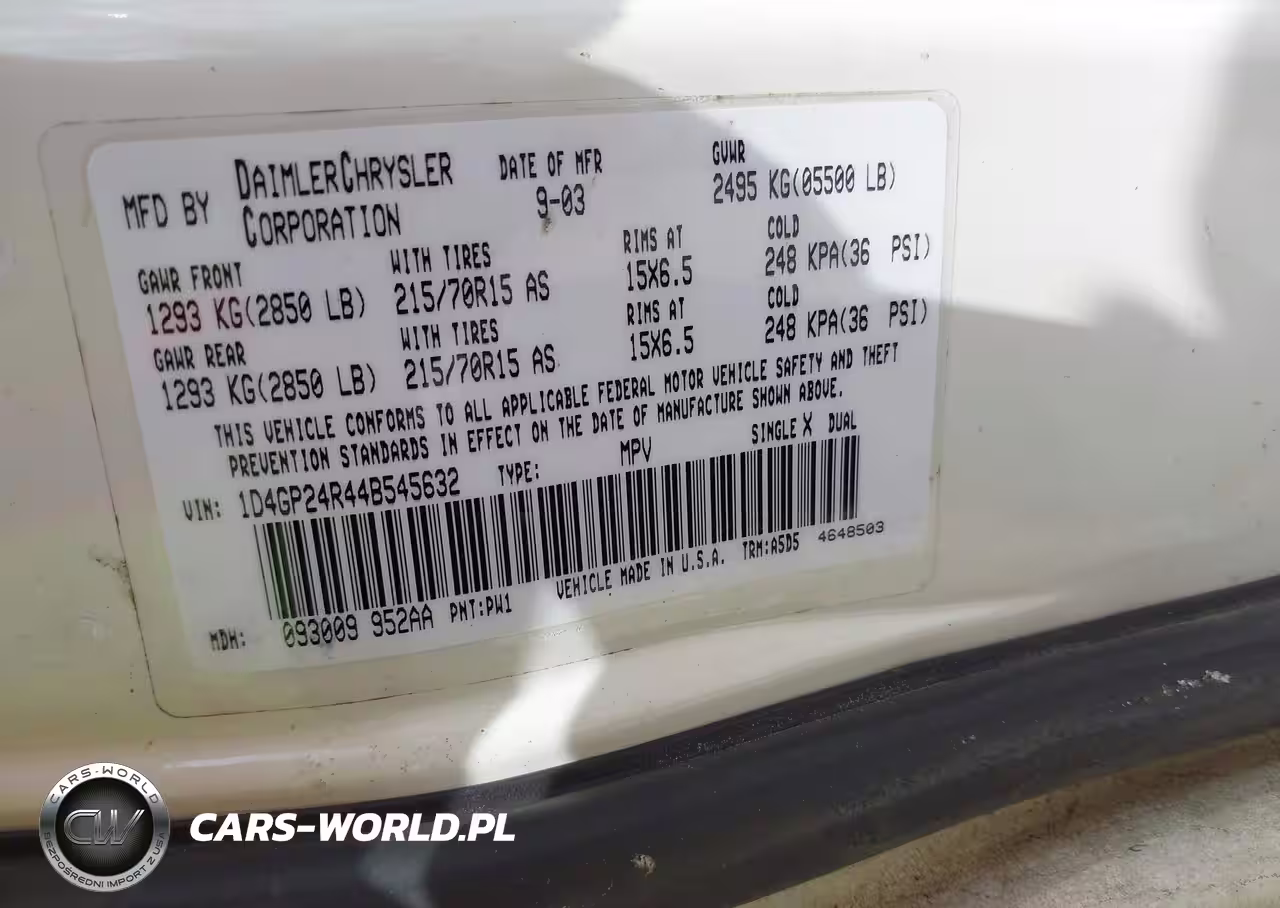 MFD BY DAIMLERCHRYSLER CORPORATION
DATE OF MFR
9-03
GVWR
2495 KG(05500 LB)
GAWR FRONT
WITH TIRES
RIMS AT
COLD
1293 KG(2850 LB)
215/70R15 AS
15X6.5
248 KPA(36 PSI)
GAWR REAR
WITH TIRES
RIMS AT
COLD
1293 KG(2850 LB)
215/70R15 AS
15X6.5
248 KPA(36 PSI)
THIS VEHICLE CONFORMS TO ALL APPLICABLE FEDERAL MOTOR VEHICLE SAFETY AND THEFT
PREVENTION STANDARDS IN EFFECT ON THE DATE OF MANUFACTURE SHOWN ABOVE.
VIN: 1D4GP24R44B545632 TYPE: MPV SINGLE X DUAL
MDH: 093009 952AA PNT:PW1 VEHICLE MADE IN U.S.A. TRM:A5D5 4648503
CARS-WORLD
CW
BEZPOŚREDNI IMPORT Z USA
CARS-WORLD.PL